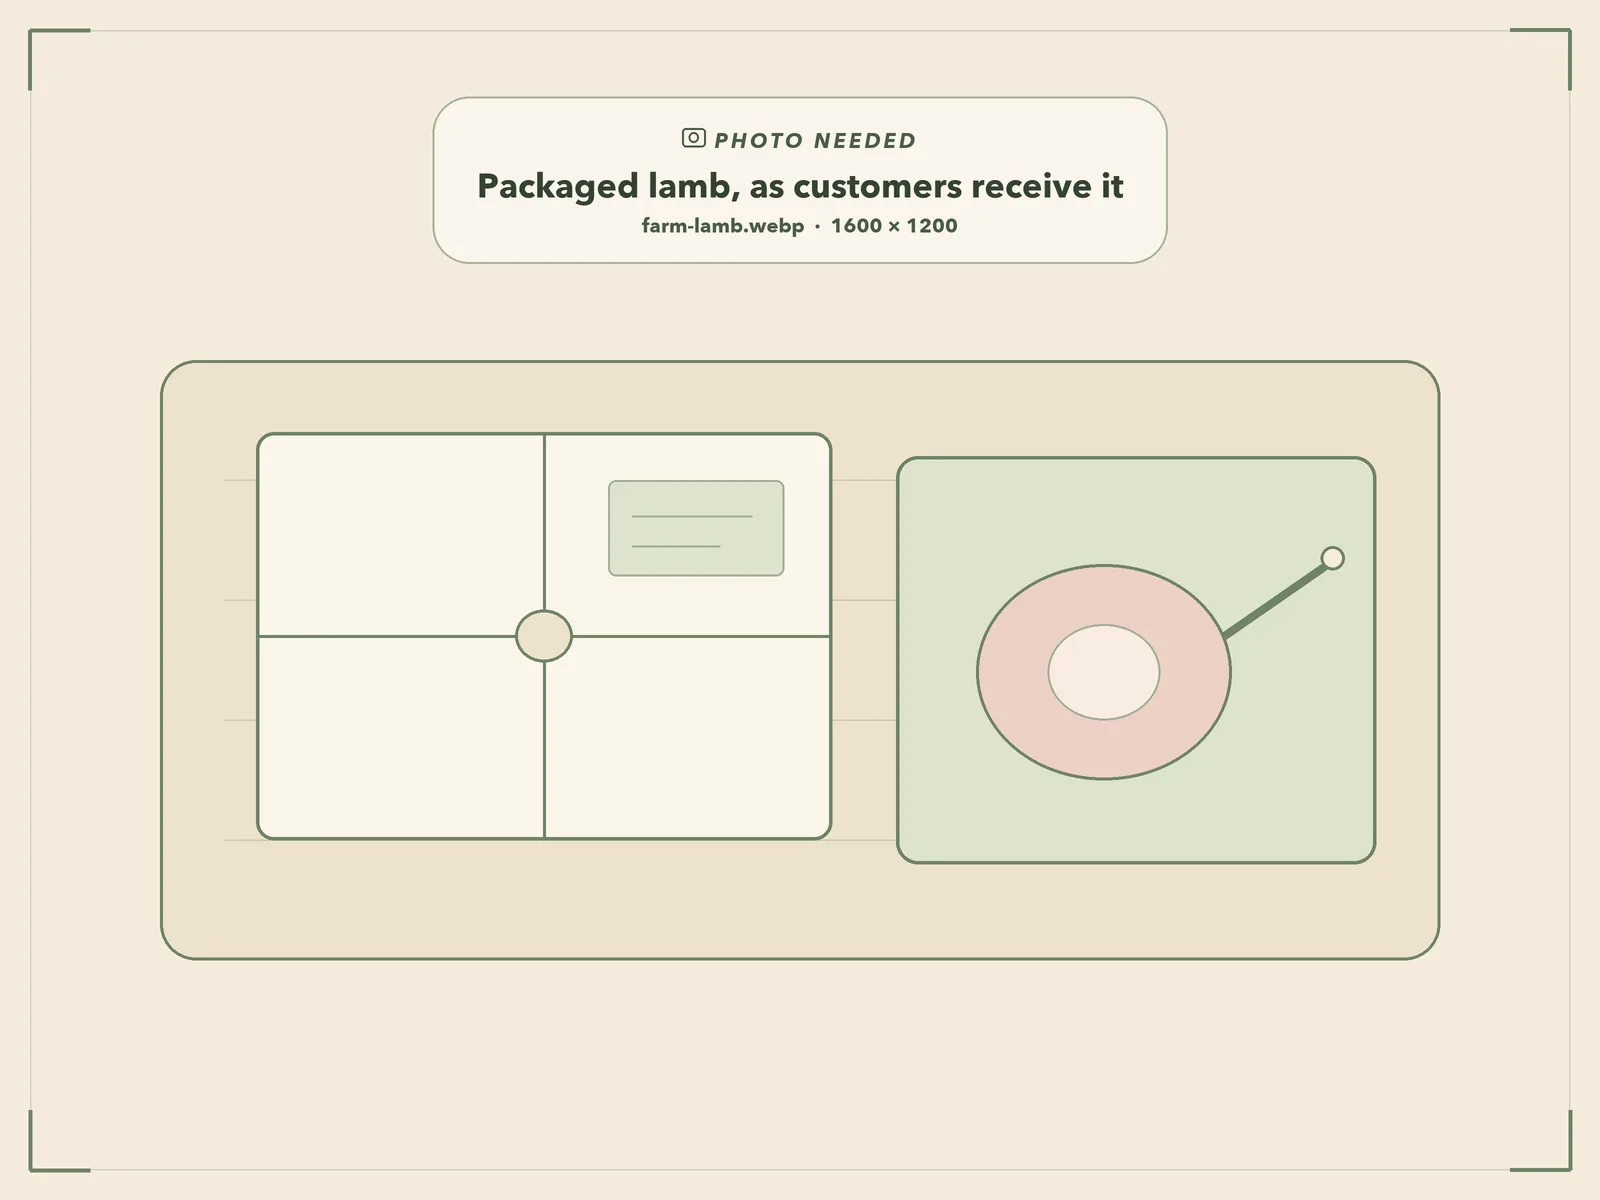 PHOTO NEEDED
Packaged lamb, as customers receive it
farm-lamb.webp · 1600 × 1200